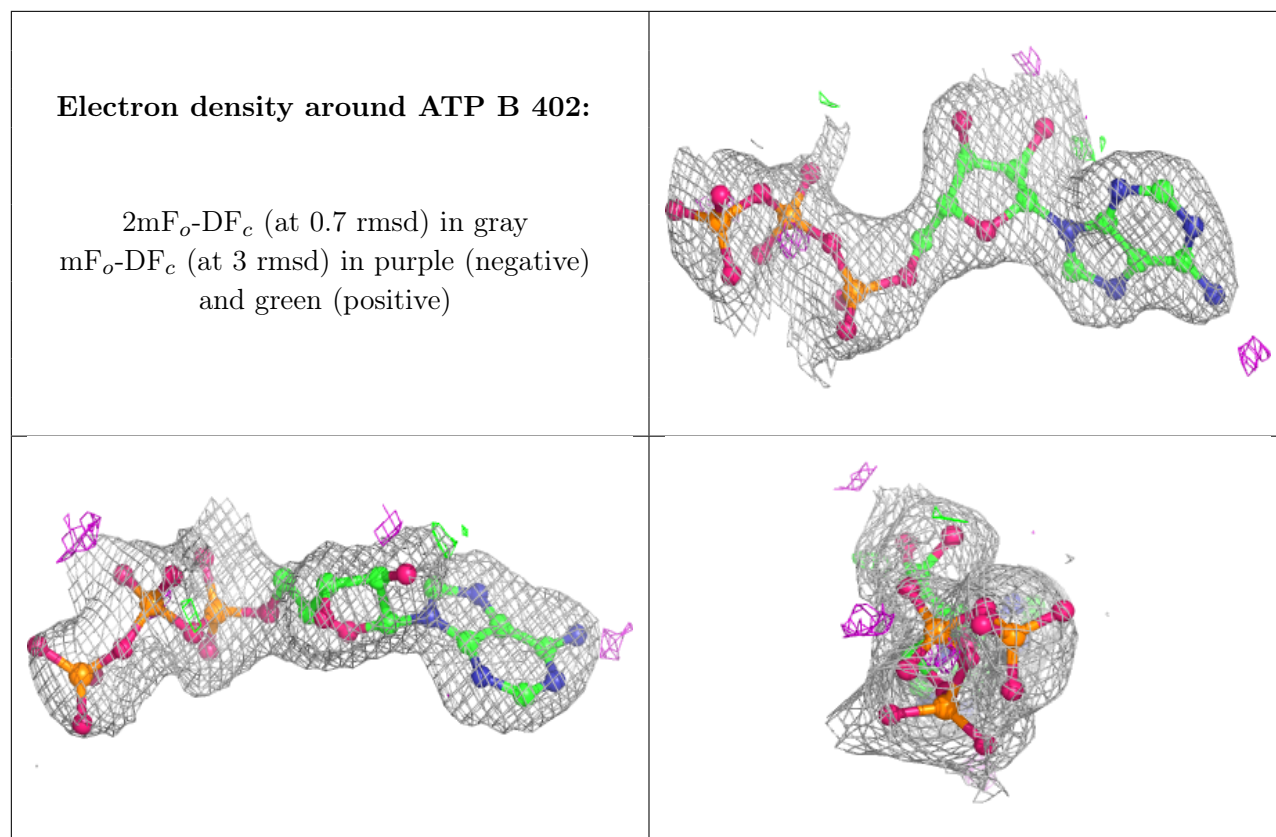 Electron density around ATP B 402:
2mFₒ-DF𝒸 (at 0.7 rmsd) in gray
mFₒ-DF𝒸 (at 3 rmsd) in purple (negative)
and green (positive)